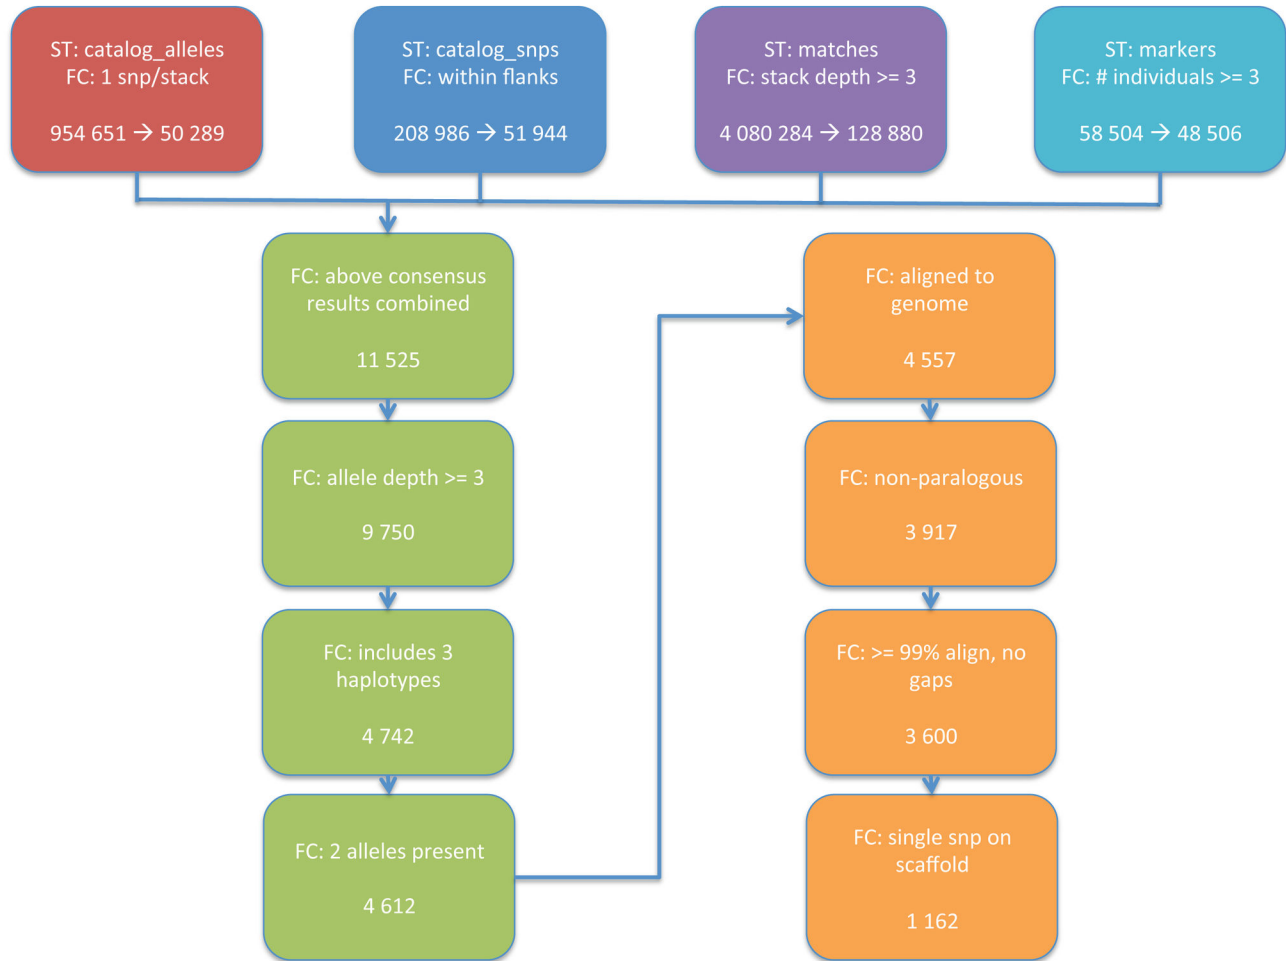 ST: catalog_alleles
FC: 1 snp/stack
954 651 → 50 289
ST: catalog_snps
FC: within flanks
208 986 → 51 944
ST: matches
FC: stack depth >= 3
4 080 284 → 128 880
ST: markers
FC: # individuals >= 3
58 504 → 48 506
FC: above consensus
results combined
11 525
FC: allele depth >= 3
9 750
FC: includes 3
haplotypes
4 742
FC: 2 alleles present
4 612
FC: aligned to
genome
4 557
FC: non-paralogous
3 917
FC: >= 99% align, no
gaps
3 600
FC: single snp on
scaffold
1 162